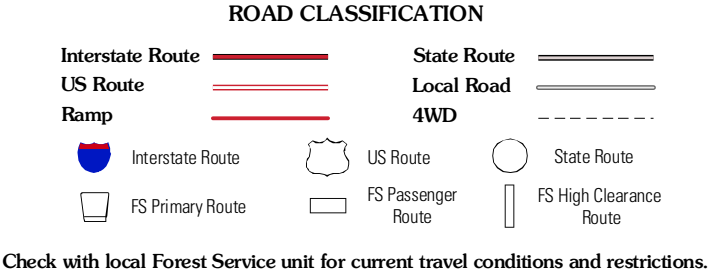 ROAD CLASSIFICATION
Interstate Route
State Route
US Route
Local Road
Ramp
4WD
Interstate Route
US Route
State Route
FS Primary Route
FS Passenger
Route
FS High Clearance
Route
Check with local Forest Service unit for current travel conditions and restrictions.